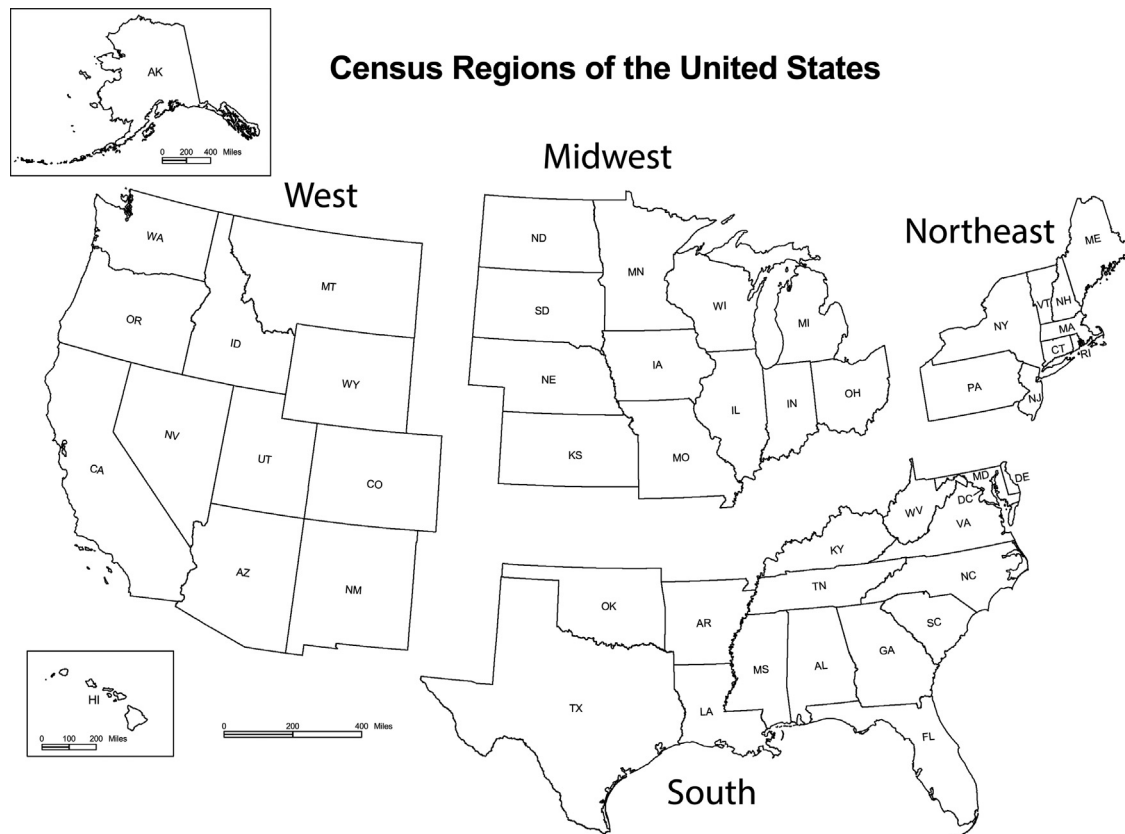 AK
0 200 400 Miles
Census Regions of the United States
West
WA
MT
OR
ID
WY
NV
UT
CA
CO
AZ
NM
HI
0 100 200 Miles
0 200 400 Miles
Midwest
ND
MN
SD
WI
MI
IA
NE
IL
IN
OH
KS
MO
Northeast
ME
VT
NH
NY
MA
CT
RI
PA
NJ
MD
DE
DC
WV
VA
KY
NC
TN
OK
AR
SC
MS
AL
GA
TX
LA
FL
South